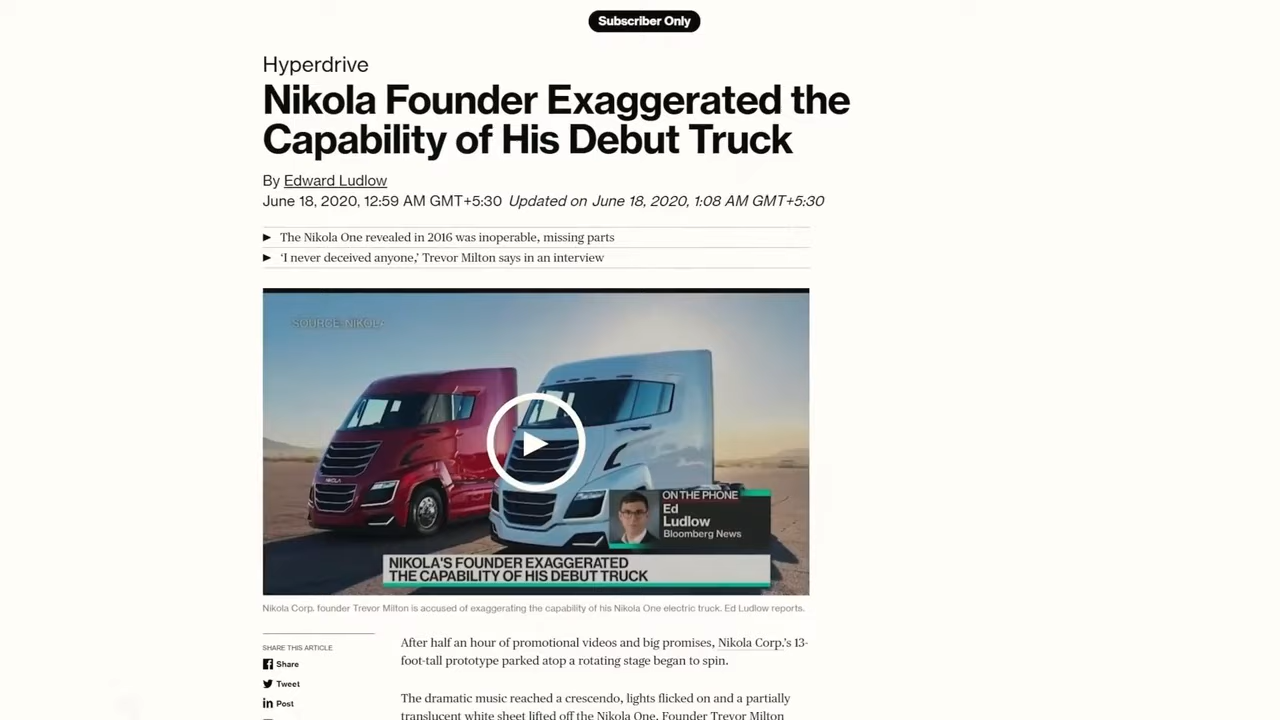 Subscriber Only
Hyperdrive
Nikola Founder Exaggerated the
Capability of His Debut Truck
By Edward Ludlow
June 18, 2020, 12:59 AM GMT+5:30 Updated on June 18, 2020, 1:08 AM GMT+5:30
► The Nikola One revealed in 2016 was inoperable, missing parts
► ‘I never deceived anyone,’ Trevor Milton says in an interview
SOURCE: NIKOLA
NIKOLA
ON THE PHONE
Ed
Ludlow
Bloomberg News
NIKOLA'S FOUNDER EXAGGERATED
THE CAPABILITY OF HIS DEBUT TRUCK
Nikola Corp. founder Trevor Milton is accused of exaggerating the capability of his Nikola One electric truck. Ed Ludlow reports.
SHARE THIS ARTICLE
Share
Tweet
Post
After half an hour of promotional videos and big promises, Nikola Corp.'s 13-
foot-tall prototype parked atop a rotating stage began to spin.
The dramatic music reached a crescendo, lights flicked on and a partially
translucent white sheet lifted off the Nikola One. Founder Trevor Milton